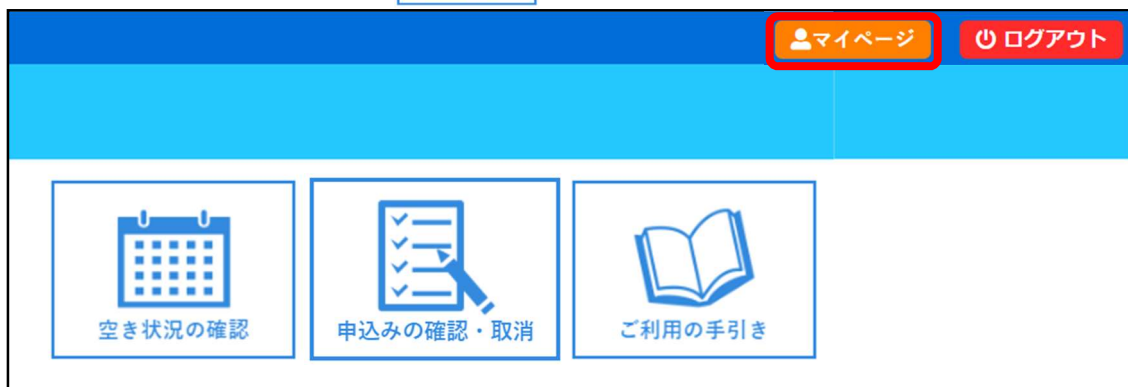 マイページ
ログアウト
空き状況の確認
申込みの確認・取消
ご利用の手引き